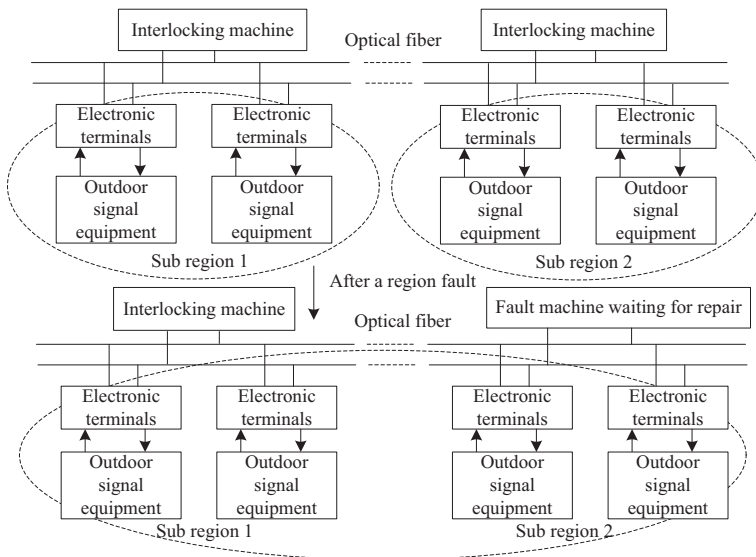 Interlocking machine
Optical fiber
Interlocking machine
Electronic
terminals
Electronic
terminals
Electronic
terminals
Electronic
terminals
Outdoor
signal
equipment
Outdoor
signal
equipment
Outdoor
signal
equipment
Outdoor
signal
equipment
Sub region 1
Sub region 2
After a region fault
Interlocking machine
Optical fiber
Fault machine waiting for repair
Electronic
terminals
Electronic
terminals
Electronic
terminals
Electronic
terminals
Outdoor
signal
equipment
Outdoor
signal
equipment
Outdoor
signal
equipment
Outdoor
signal
equipment
Sub region 1
Sub region 2